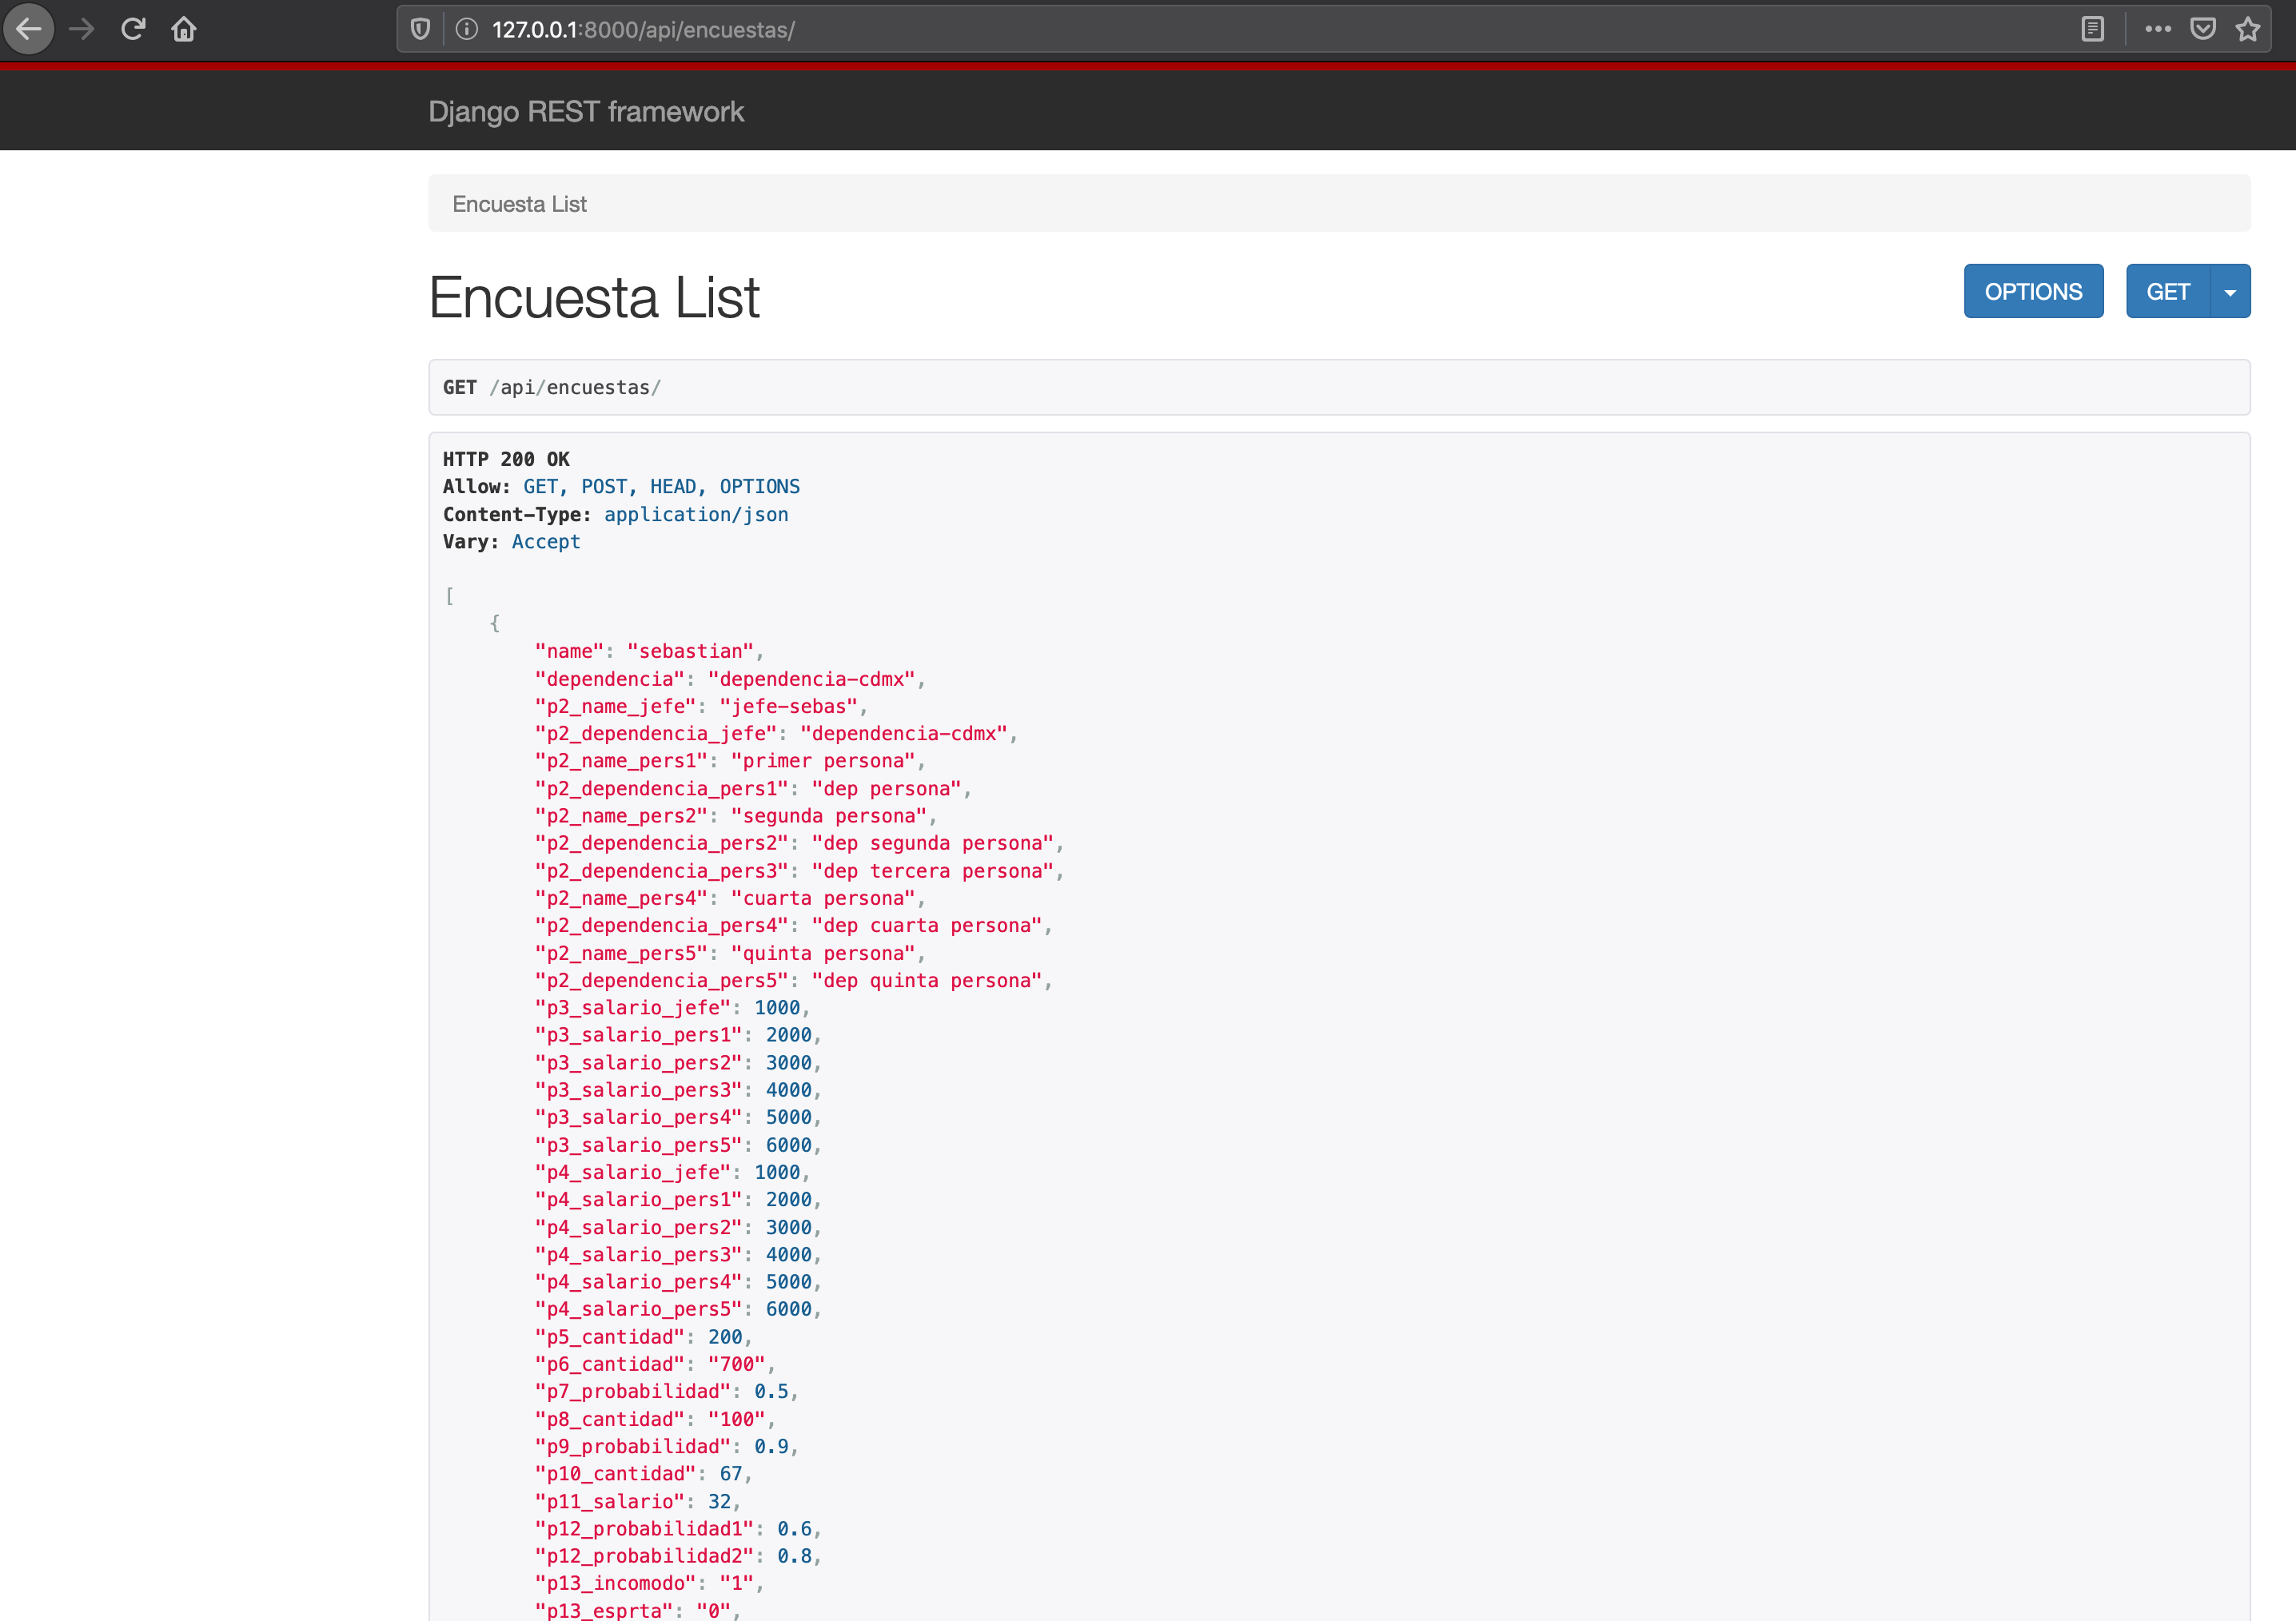 127.0.0.1:8000/api/encuestas/
Django REST framework
Encuesta List
Encuesta List
OPTIONS GET
GET /api/encuestas/
HTTP 200 OK
Allow: GET, POST, HEAD, OPTIONS
Content-Type: application/json
Vary: Accept
[
{
"name": "sebastian",
"dependencia": "dependencia-cdmx",
"p2_name_jefe": "jefe-sebas",
"p2_dependencia_jefe": "dependencia-cdmx",
"p2_name_pers1": "primer persona",
"p2_dependencia_pers1": "dep persona",
"p2_name_pers2": "segunda persona",
"p2_dependencia_pers2": "dep segunda persona",
"p2_dependencia_pers3": "dep tercera persona",
"p2_name_pers4": "cuarta persona",
"p2_dependencia_pers4": "dep cuarta persona",
"p2_name_pers5": "quinta persona",
"p2_dependencia_pers5": "dep quinta persona",
"p3_salario_jefe": 1000,
"p3_salario_pers1": 2000,
"p3_salario_pers2": 3000,
"p3_salario_pers3": 4000,
"p3_salario_pers4": 5000,
"p3_salario_pers5": 6000,
"p4_salario_jefe": 1000,
"p4_salario_pers1": 2000,
"p4_salario_pers2": 3000,
"p4_salario_pers3": 4000,
"p4_salario_pers4": 5000,
"p4_salario_pers5": 6000,
"p5_cantidad": 200,
"p6_cantidad": "700",
"p7_probabilidad": 0.5,
"p8_cantidad": "100",
"p9_probabilidad": 0.9,
"p10_cantidad": 67,
"p11_salario": 32,
"p12_probabilidad1": 0.6,
"p12_probabilidad2": 0.8,
"p13_incomodo": "1",
"p13_esprta": "0",